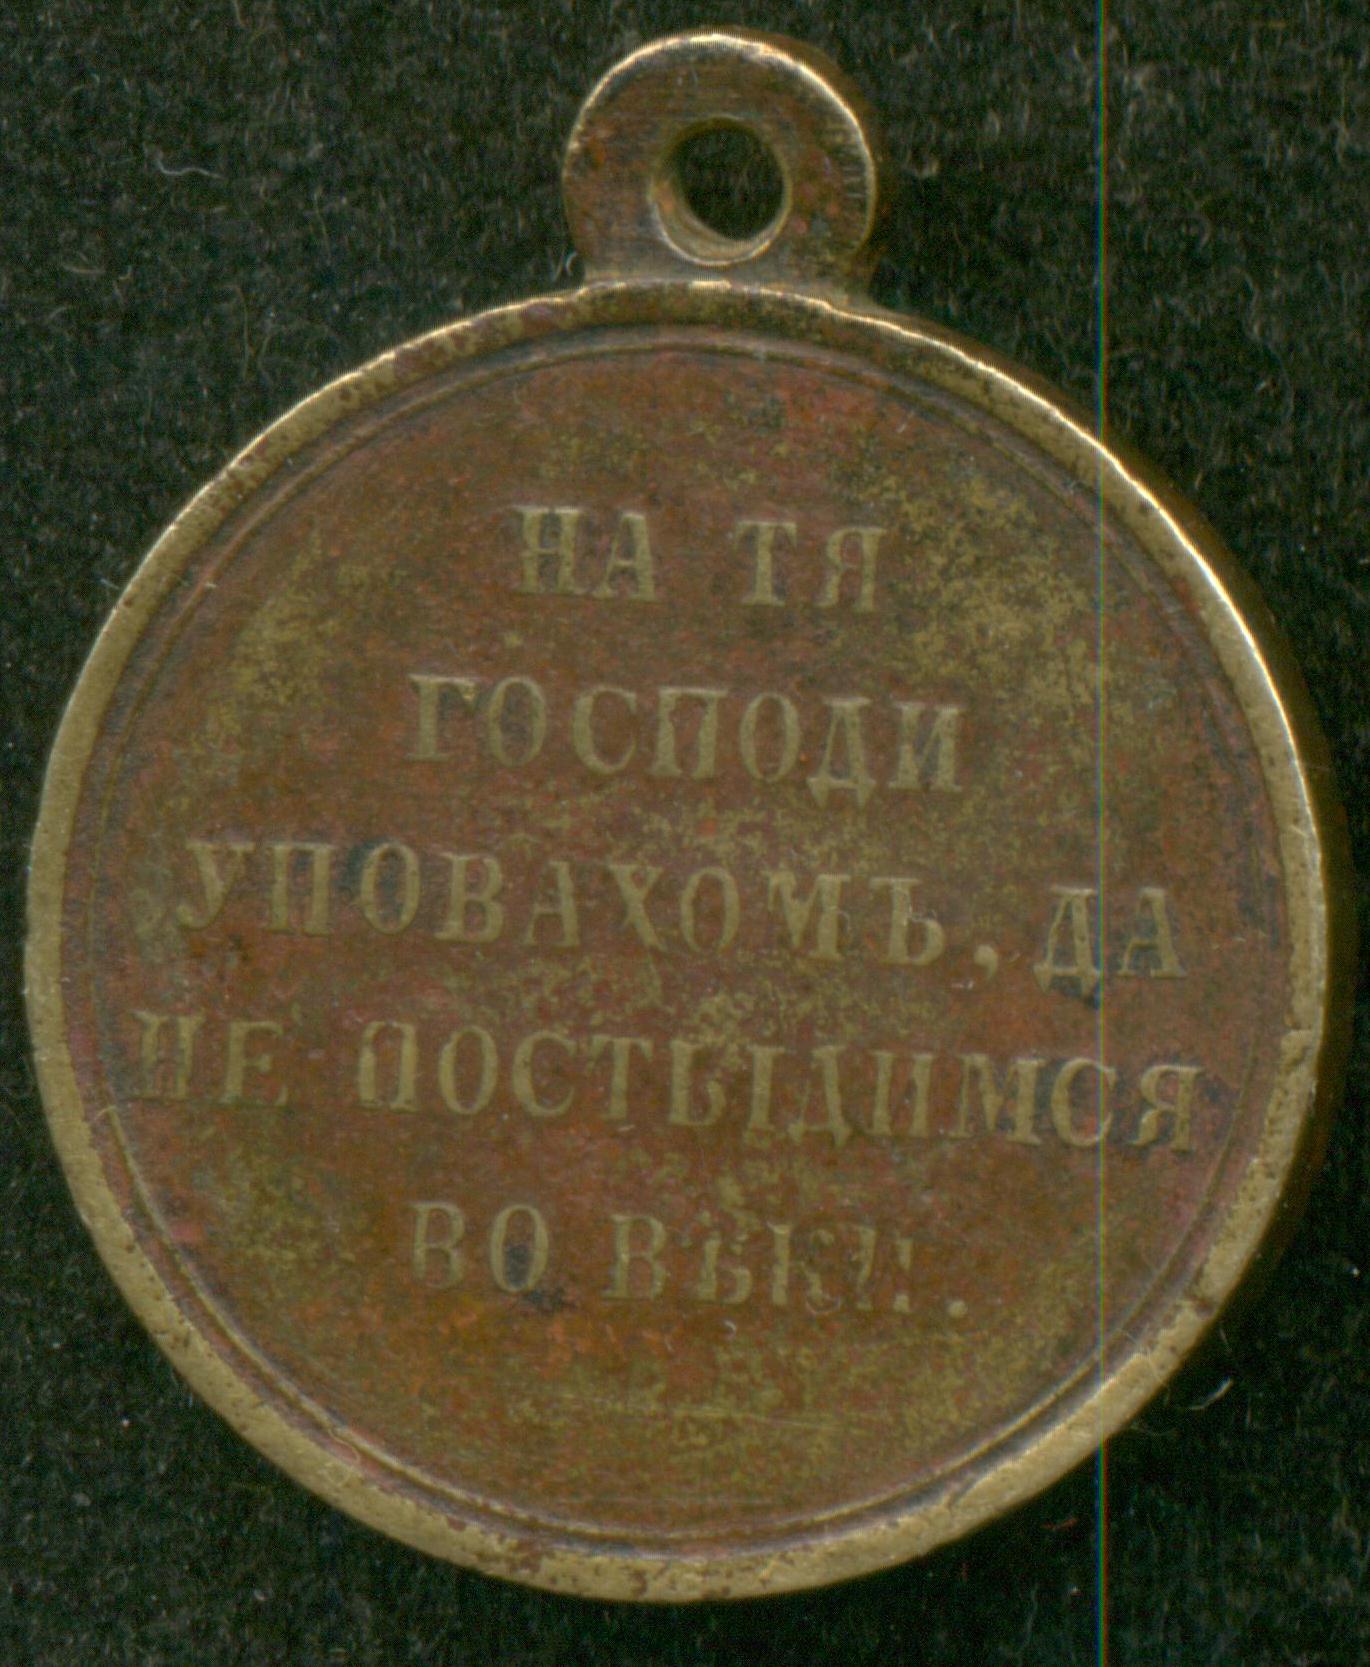 НА ТЯ
ГОСПОДИ
УПОВАХОМЪ, ДА
НЕ ПОСТЫДИМСЯ
ВО ВѢКИ.